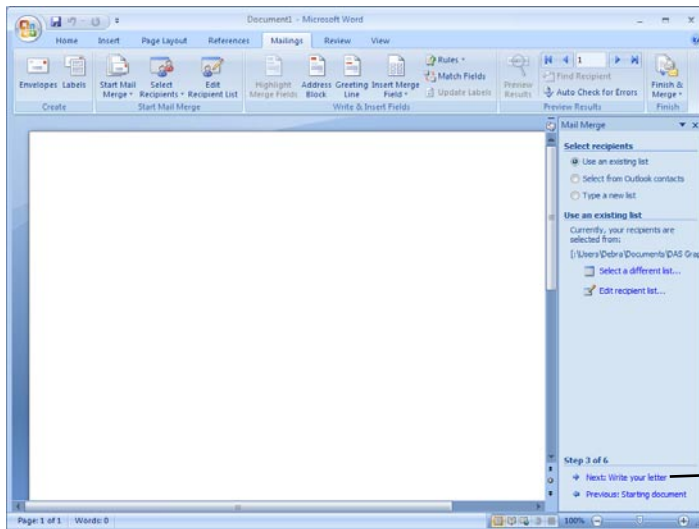 Document1 - Microsoft Word
Home Insert Page Layout References Mailings Review View
Envelopes Labels
Create
Start Mail Merge Select Recipients Edit Recipient List
Start Mail Merge
Highlight Merge Fields Address Block Greeting Line Insert Merge Field
Rules
Match Fields
Update Labels
Write & Insert Fields
Preview Results
1
Find Recipient
Auto Check for Errors
Preview Results
Finish & Merge
Finish
Mail Merge
Select recipients
Use an existing list
Select from Outlook contacts
Type a new list
Use an existing list
Currently, your recipients are
selected from:
[:\Users\Debra\Documents\DAS Grap
Select a different list...
Edit recipient list...
Step 3 of 6
Next: Write your letter
Previous: Starting document
Page: 1 of 1 Words: 0
100%